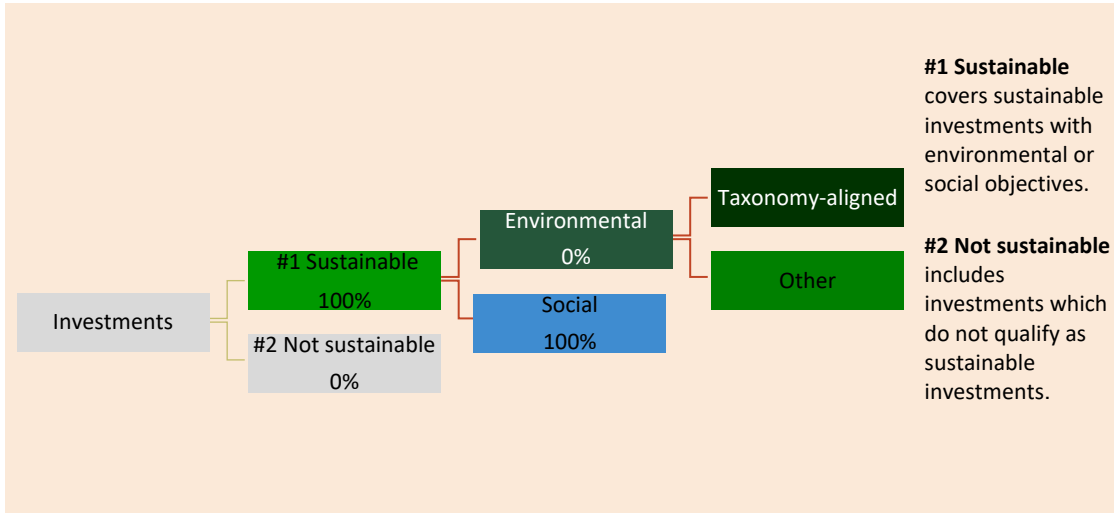 Investments
#1 Sustainable
100%
#2 Not sustainable
0%
Environmental
0%
Social
100%
Taxonomy-aligned
Other
#1 Sustainable
covers sustainable
investments with
environmental or
social objectives.
#2 Not sustainable
includes
investments which
do not qualify as
sustainable
investments.